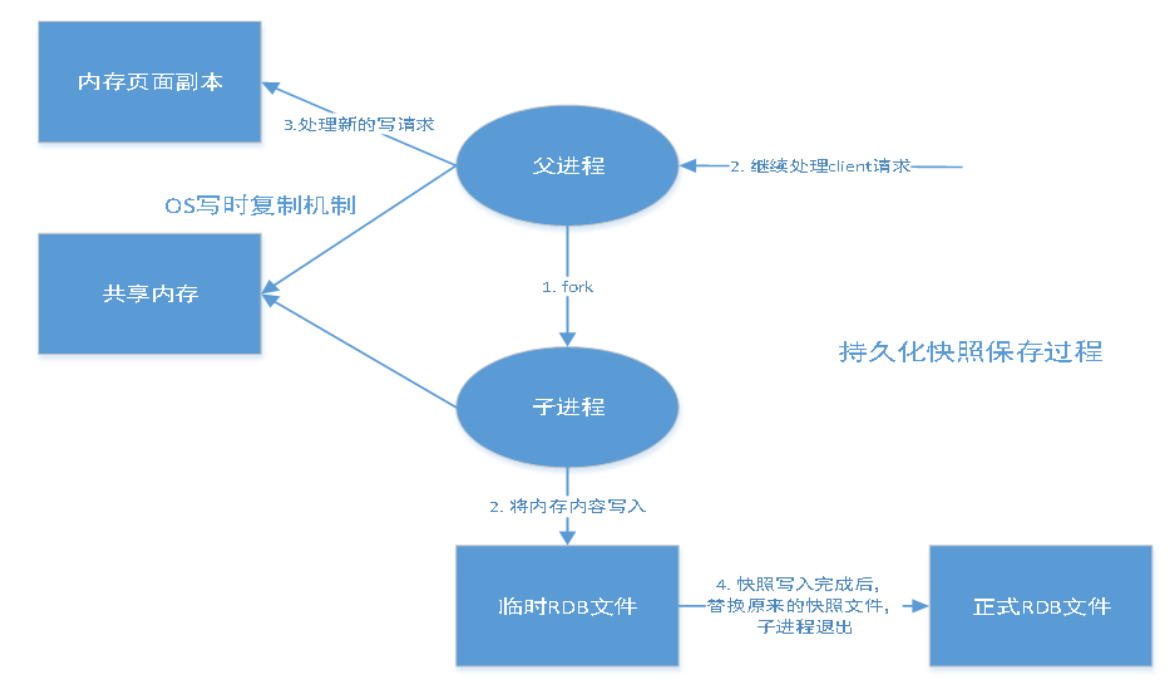 内存页面副本
3.处理新的写请求
父进程
2. 继续处理client请求
OS写时复制机制
共享内存
1. fork
持久化快照保存过程
子进程
2. 将内存内容写入
临时RDB文件
4. 快照写入完成后,
替换原来的快照文件,
子进程退出
正式RDB文件